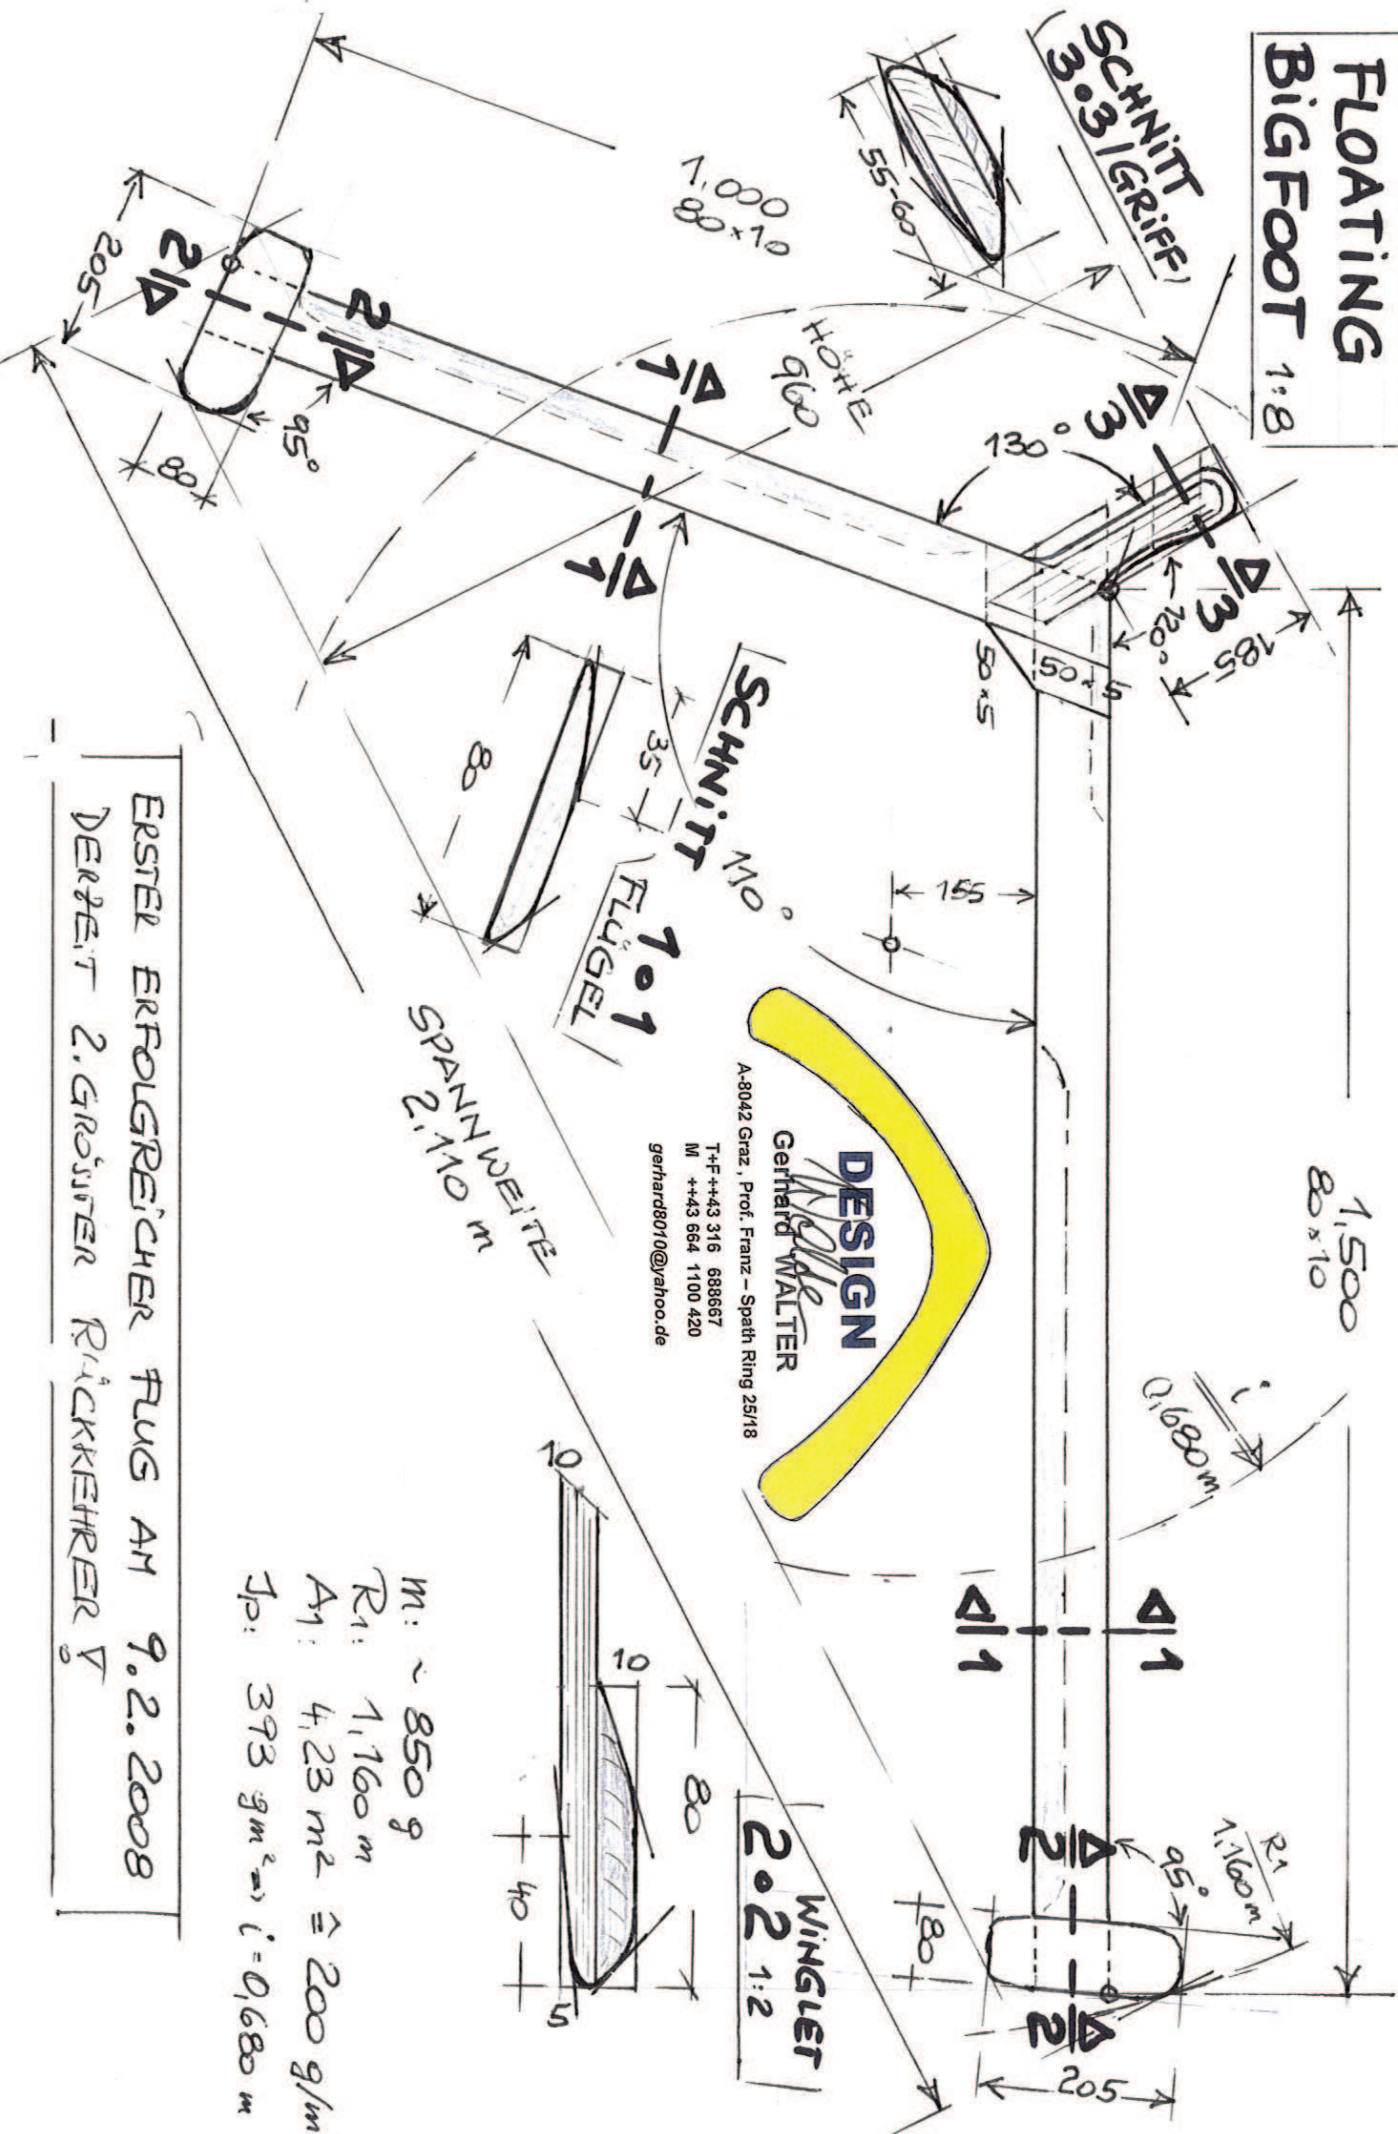 FLOATiNG
BiGFOOT 1:8
SCHNiTT
3•3/GRiFF/
55-60
1.000
80×10
HÖHE
960
130°
220°
185
50×5
50×5
1,500
80×10
i
0,680m
R1
1.160m
95°
80
205
2 2
1 1
3 3
1 1
2 2
205
95°
80
110°
155
SCHNiTT 1•1
FLÜGEL
35
80
SPANNWEiTE
2.110 m
DESIGN
Gerhard WALTER
A-8042 Graz , Prof. Franz – Spath Ring 25/18
T+F ++43 316 688667
M ++43 664 1100 420
gerhard8010@yahoo.de
WiNGLET
2•2 1:2
10
10
80
40
5
m: ~850 g
R1: 1,160 m
A1: 4,23 m² ≙ 200 g/m
Jp: 393 gm² => i=0,680 m
ERSTER ERFOLGREiCHER FLUG AM 9.2.2008
DERZEiT 2.GRÖSSTER RÜCKKEHRER !